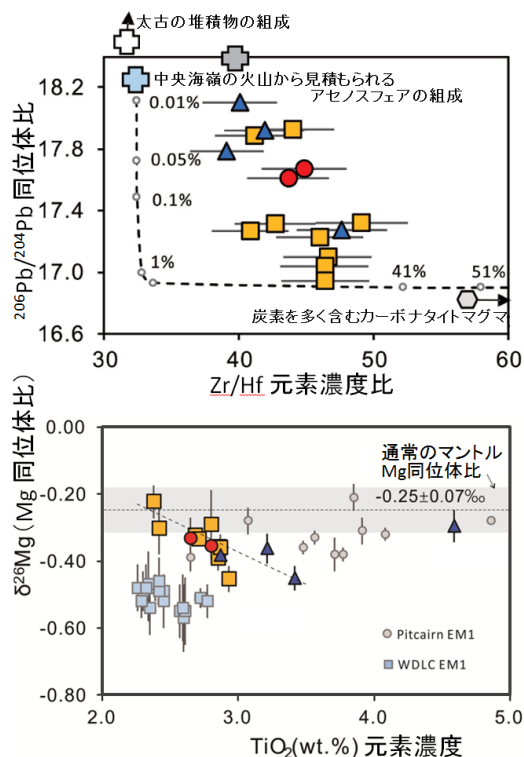 太古の堆積物の組成
中央海嶺の火山から見積もられる
アセノスフェアの組成
18.2
17.8
17.4
17.0
16.6
206Pb/204Pb 同位体比
0.01%
0.05%
0.1%
1%
41%
51%
炭素を多く含むカーボナタイトマグマ
30
40
50
60
Zr/Hf 元素濃度比
0.00
-0.20
-0.40
-0.60
-0.80
δ26Mg(Mg 同位体比)
通常のマントル
Mg同位体比
-0.25±0.07‰
Pitcairn EM1
WDLC EM1
2.0
3.0
4.0
5.0
TiO2(wt.%) 元素濃度